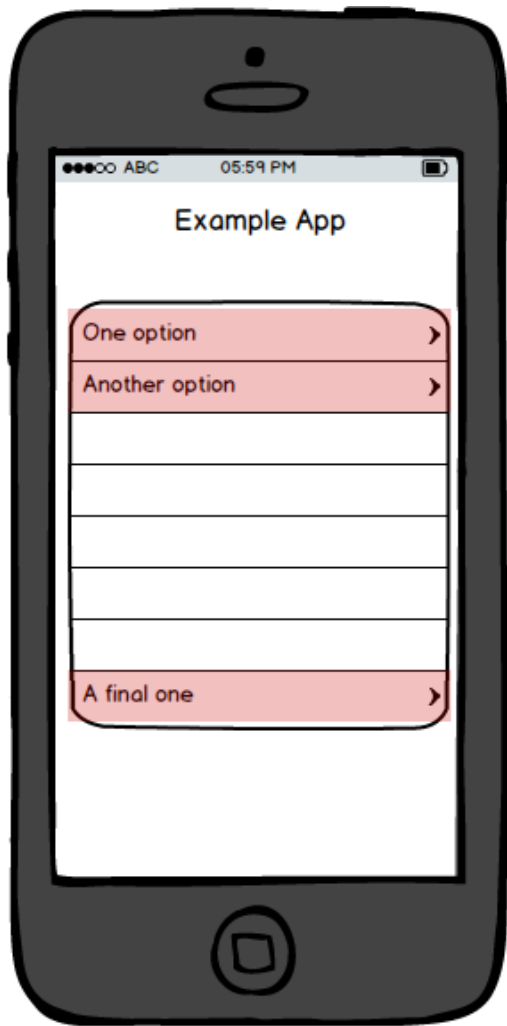 ABC 05:59 PM
Example App
One option
Another option
A final one